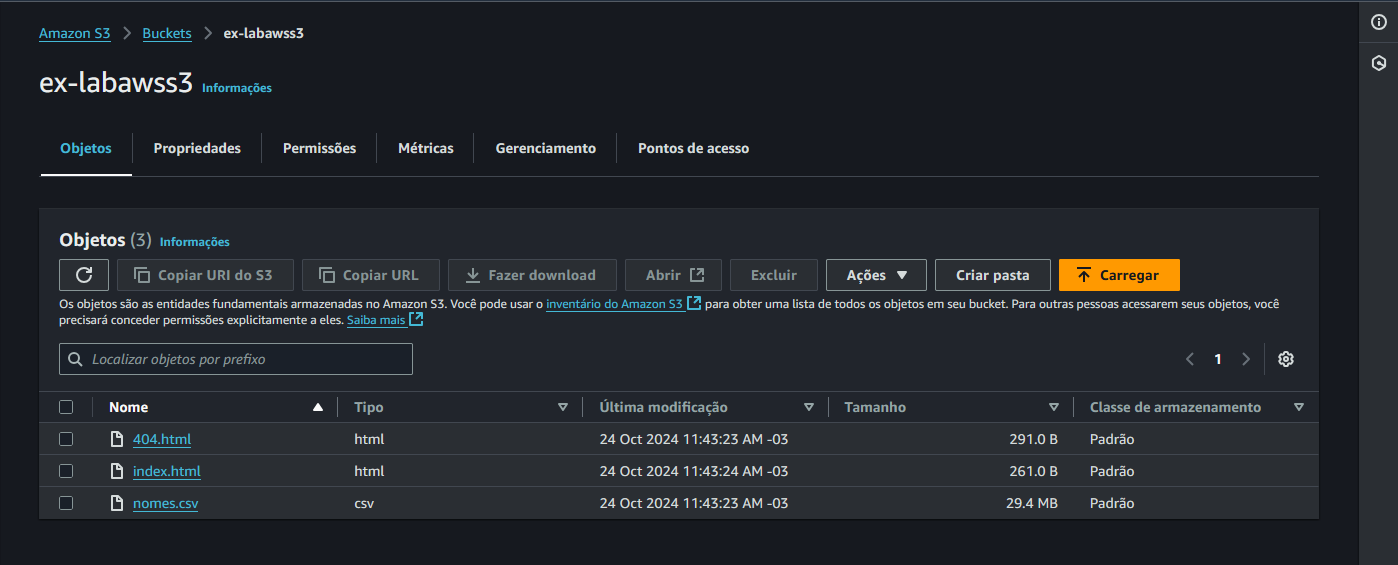 Amazon S3 > Buckets > ex-labawss3
ex-labawss3 Informações
Objetos Propriedades Permissões Métricas Gerenciamento Pontos de acesso
Objetos (3) Informações
Copiar URI do S3 Copiar URL Fazer download Abrir Excluir Ações Criar pasta Carregar
Os objetos são as entidades fundamentais armazenadas no Amazon S3. Você pode usar o inventário do Amazon S3 para obter uma lista de todos os objetos em seu bucket. Para outras pessoas acessarem seus objetos, você
precisará conceder permissões explicitamente a eles. Saiba mais
Localizar objetos por prefixo
1
Nome Tipo Última modificação Tamanho Classe de armazenamento
404.html html 24 Oct 2024 11:43:23 AM -03 291.0 B Padrão
index.html html 24 Oct 2024 11:43:24 AM -03 261.0 B Padrão
nomes.csv csv 24 Oct 2024 11:43:23 AM -03 29.4 MB Padrão